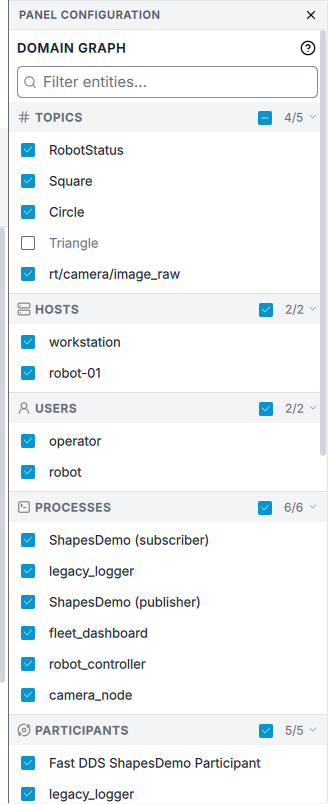 PANEL CONFIGURATION
DOMAIN GRAPH
Filter entities...
TOPICS 4/5
RobotStatus
Square
Circle
Triangle
rt/camera/image_raw
HOSTS 2/2
workstation
robot-01
USERS 2/2
operator
robot
PROCESSES 6/6
ShapesDemo (subscriber)
legacy_logger
ShapesDemo (publisher)
fleet_dashboard
robot_controller
camera_node
PARTICIPANTS 5/5
Fast DDS ShapesDemo Participant
legacy_logger